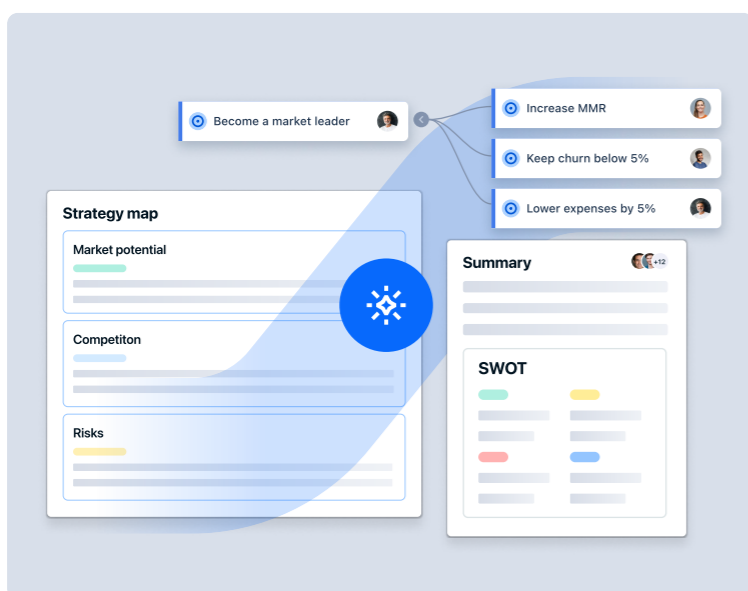 Become a market leader
Increase MMR
Keep churn below 5%
Lower expenses by 5%
Strategy map
Market potential
Competiton
Risks
Summary
+12
SWOT